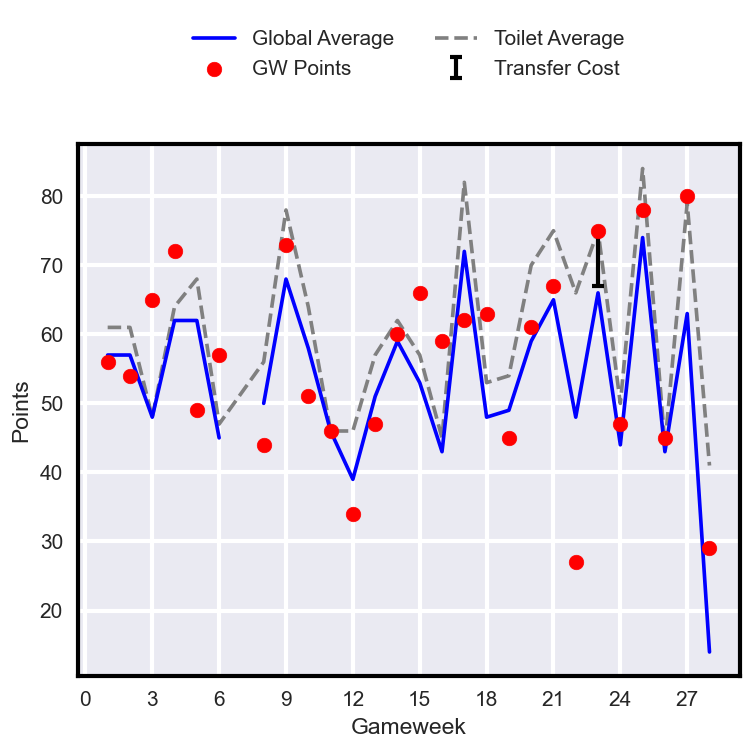 Global Average
Toilet Average
GW Points
Transfer Cost
80
70
60
50
40
30
20
Points
0 3 6 9 12 15 18 21 24 27
Gameweek